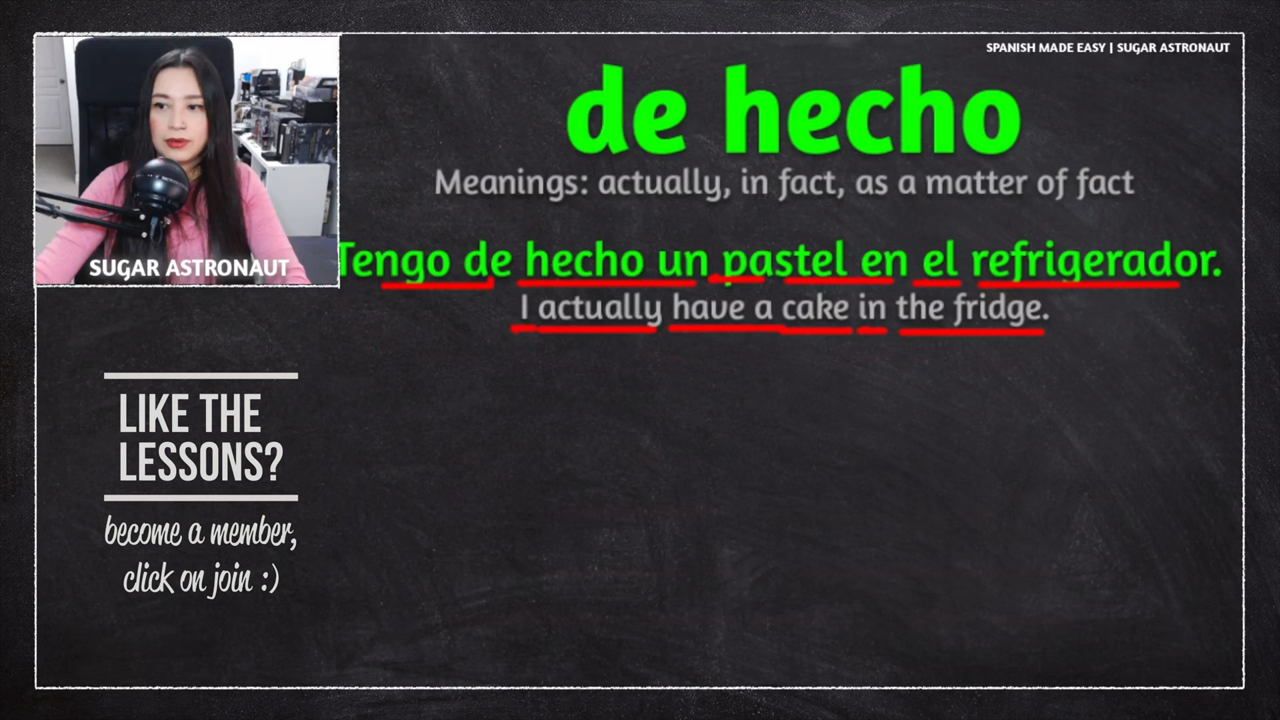 SPANISH MADE EASY | SUGAR ASTRONAUT
de hecho
Meanings: actually, in fact, as a matter of fact
Tengo de hecho un pastel en el refrigerador.
I actually have a cake in the fridge.
SUGAR ASTRONAUT
LIKE THE
LESSONS?
become a member,
click on join :)